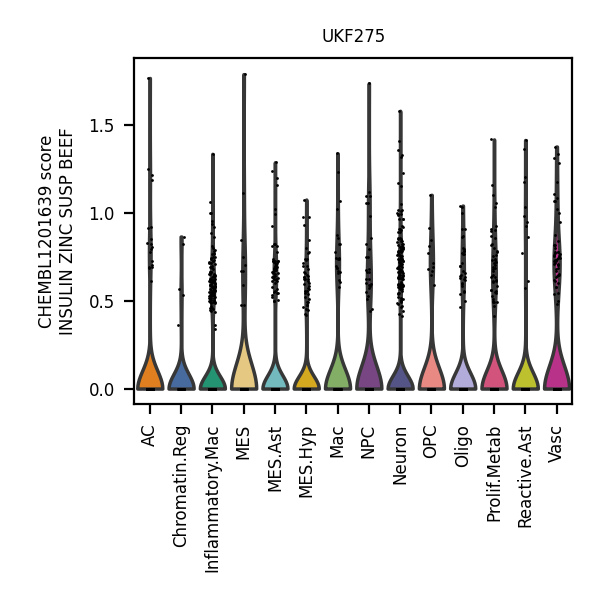 UKF275
CHEMBL1201639 score
INSULIN ZINC SUSP BEEF
1.5
1.0
0.5
0.0
AC
Chromatin.Reg
Inflammatory.Mac
MES
MES.Ast
MES.Hyp
Mac
NPC
Neuron
OPC
Oligo
Prolif.Metab
Reactive.Ast
Vasc